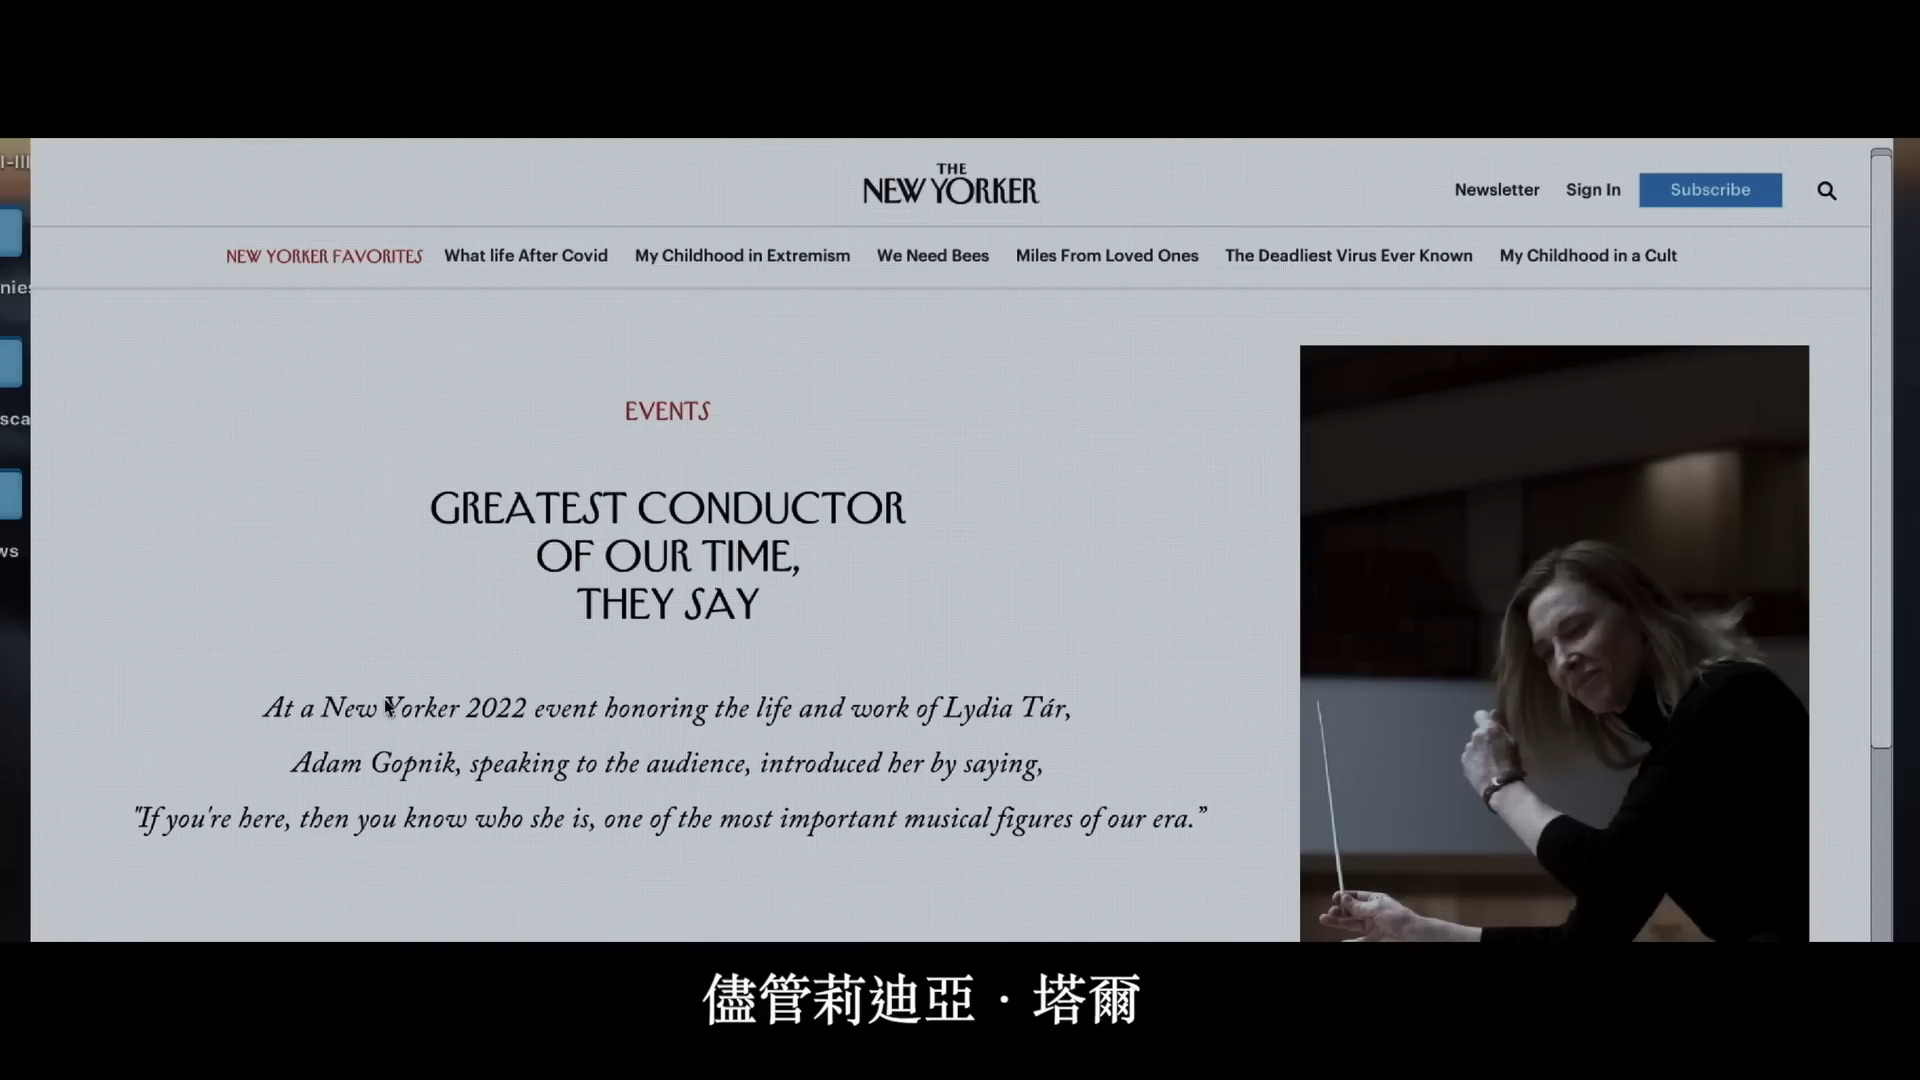 I-III
THE
NEW YORKER
Newsletter Sign In Subscribe
NEW YORKER FAVORITES What life After Covid My Childhood in Extremism We Need Bees Miles From Loved Ones The Deadliest Virus Ever Known My Childhood in a Cult
EVENTS
GREATEST CONDUCTOR
OF OUR TIME,
THEY SAY
At a New Yorker 2022 event honoring the life and work of Lydia Tár,
Adam Gopnik, speaking to the audience, introduced her by saying,
"If you're here, then you know who she is, one of the most important musical figures of our era.”
儘管莉迪亞·塔爾